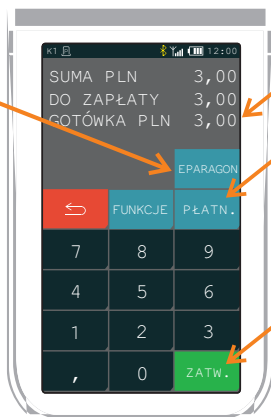 K1 12:00
SUMA PLN 3,00
DO ZAPŁATY 3,00
GOTÓWKA PLN 3,00
EPARAGON
FUNKCJE PŁATN.
7 8 9
4 5 6
1 2 3
, 0 ZATW.